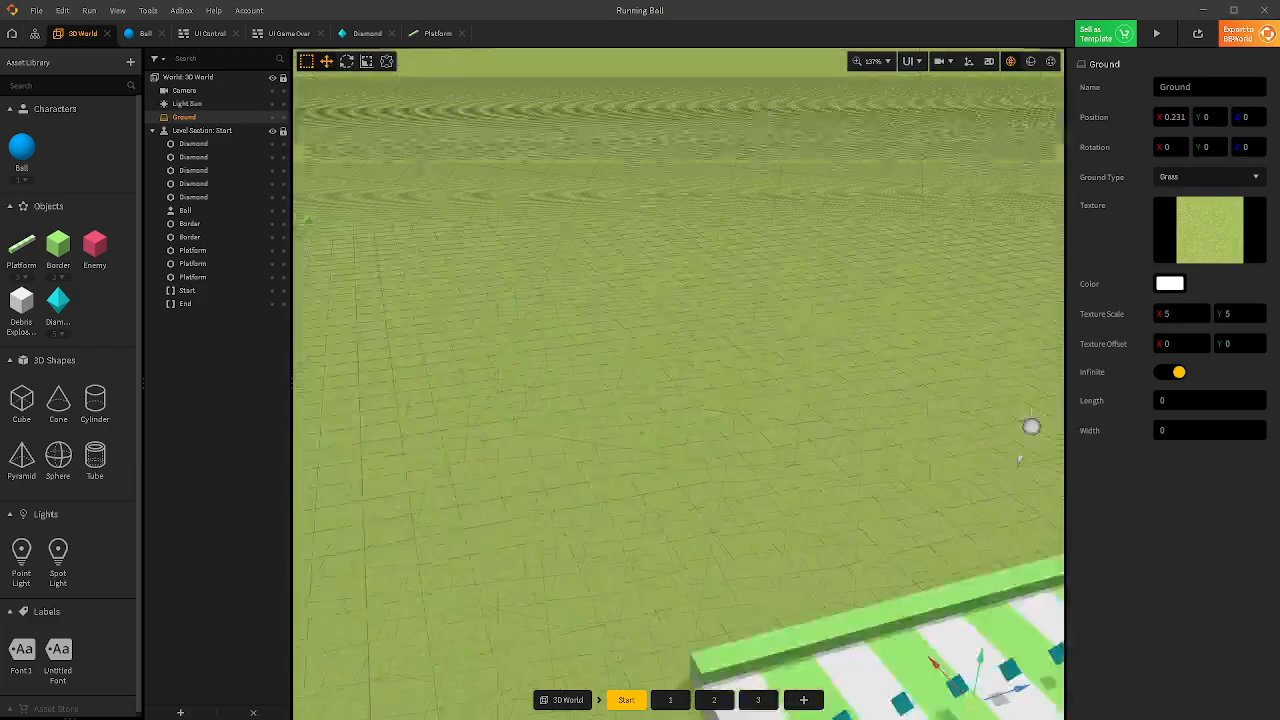 File Edit Run View Tools Adbox Help Account
Running Ball
3D World
Ball
UI Control
UI Game Over
Diamond
Platform
Sell as Template
Export to BBWorld
Asset Library
Search
Characters
Ball
1
Objects
Platform Border Enemy
Debris Explos... Diam...
3D Shapes
Cube Cone Cylinder
Pyramid Sphere Tube
Lights
Point Light Spot Light
Labels
Aa Aa
Font1 Untitled Font
Asset Store
Search
World: 3D World
Camera
Light Sun
Ground
Level Section: Start
Diamond
Diamond
Diamond
Diamond
Diamond
Ball
Border
Border
Platform
Platform
Platform
Start
End
137% UI 2D
3D World Start 1 2 3
Ground
Name Ground
Position X 0.231 Y 0 Z 0
Rotation X 0 Y 0 Z 0
Ground Type Grass
Texture
Color
Texture Scale X 5 Y 5
Texture Offset X 0 Y 0
Infinite
Length 0
Width 0